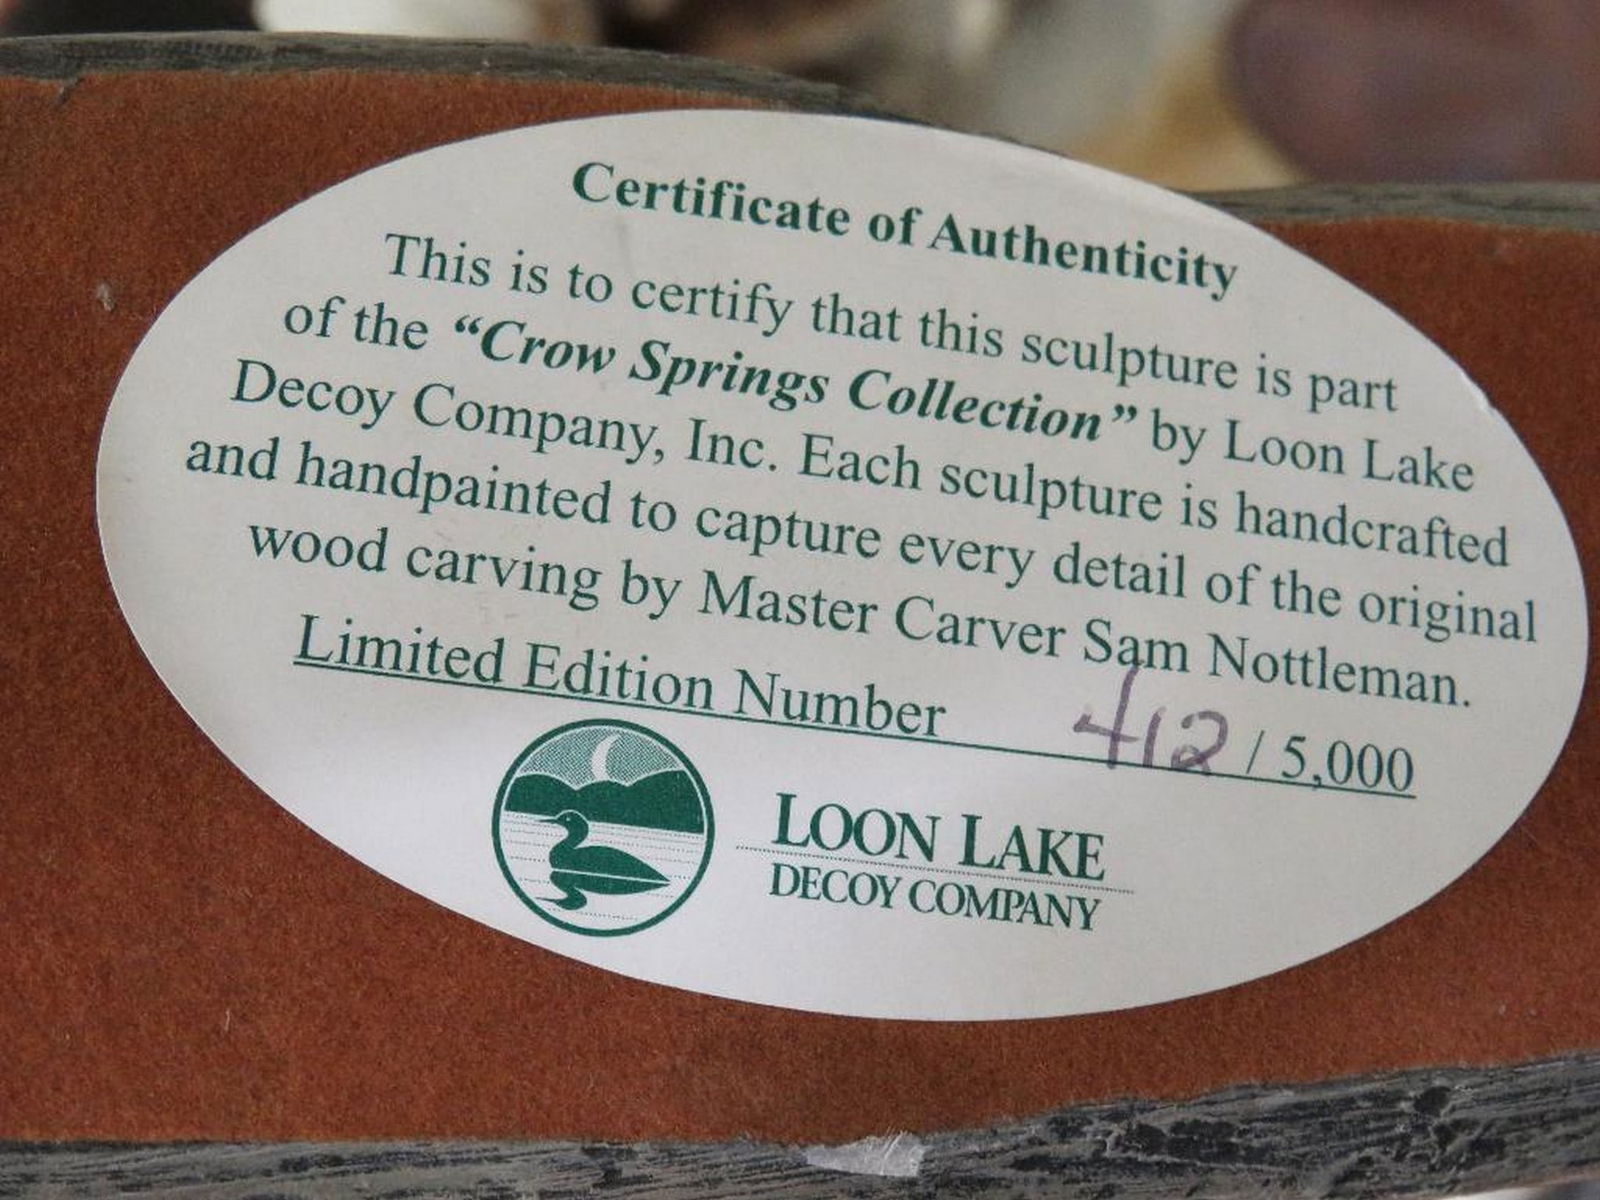 Certificate of Authenticity
This is to certify that this sculpture is part
of the “Crow Springs Collection” by Loon Lake
Decoy Company, Inc. Each sculpture is handcrafted
and handpainted to capture every detail of the original
wood carving by Master Carver Sam Nottleman.
Limited Edition Number 412 / 5,000
LOON LAKE
DECOY COMPANY